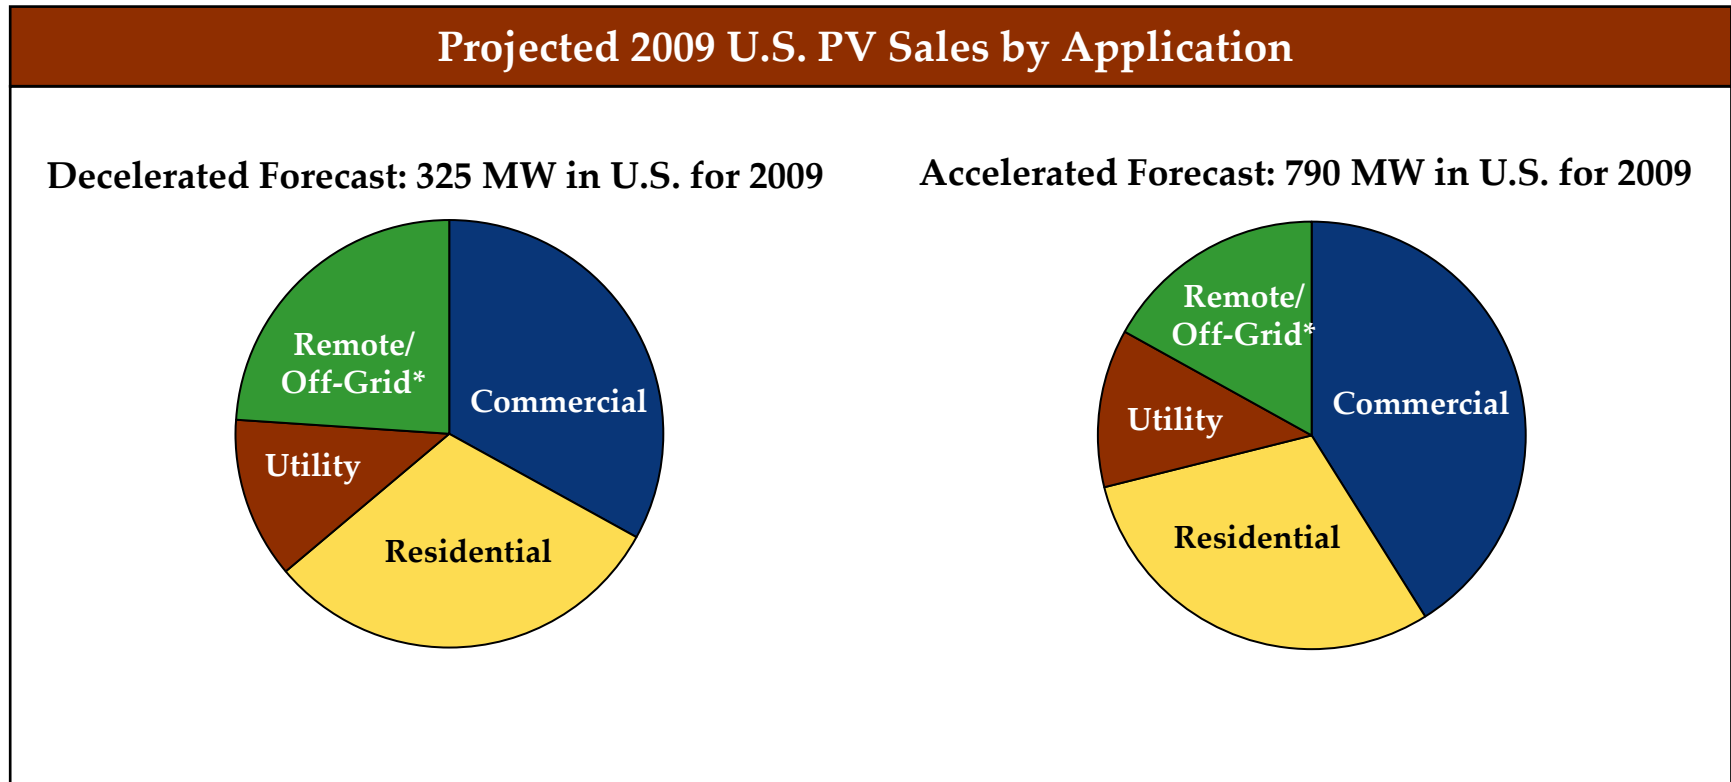 Projected 2009 U.S. PV Sales by Application
Decelerated Forecast: 325 MW in U.S. for 2009
Remote/
Off-Grid*
Commercial
Utility
Residential
Accelerated Forecast: 790 MW in U.S. for 2009
Remote/
Off-Grid*
Commercial
Utility
Residential